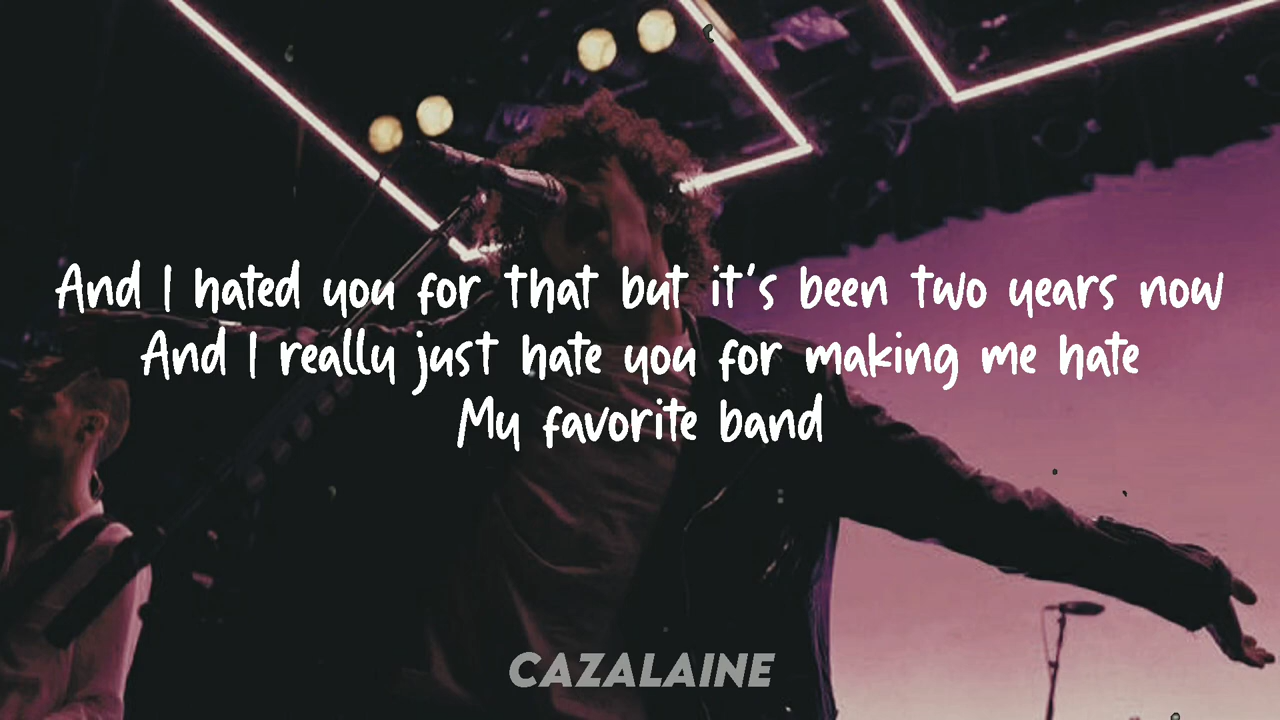 And I hated you for that but it's been two years now
And I really just hate you for making me hate
My favorite band
CAZALAINE